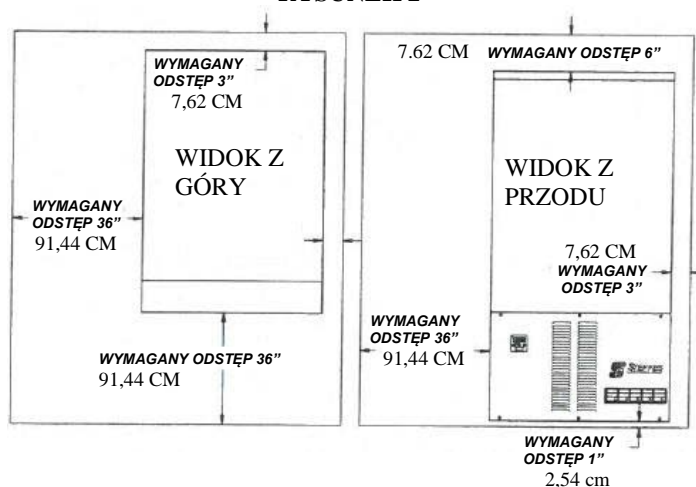 WYMAGANY
ODSTĘP 3”
7,62 CM
WIDOK Z
GÓRY
WYMAGANY
ODSTĘP 36”
91,44 CM
WYMAGANY ODSTĘP 36”
91,44 CM
7.62 CM WYMAGANY ODSTĘP 6”
WIDOK Z
PRZODU
7,62 CM
WYMAGANY
ODSTĘP 3”
WYMAGANY
ODSTĘP 36”
91,44 CM
WYMAGANY
ODSTĘP 1”
2,54 cm